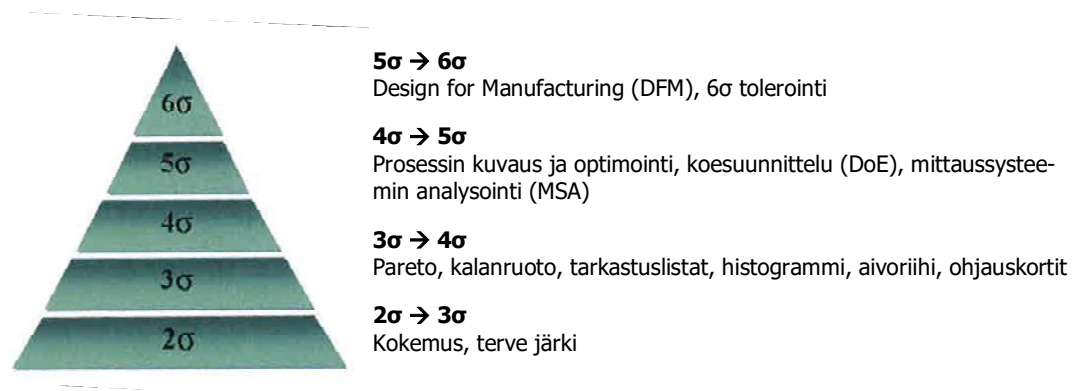 6σ
5σ
4σ
3σ
2σ
5σ → 6σ
Design for Manufacturing (DFM), 6σ tolerointi
4σ → 5σ
Prosessin kuvaus ja optimointi, koesuunnittelu (DoE), mittaussystee-
min analysointi (MSA)
3σ → 4σ
Pareto, kalanruoto, tarkastuslistat, histogrammi, aivoriihi, ohjauskortit
2σ → 3σ
Kokemus, terve järki